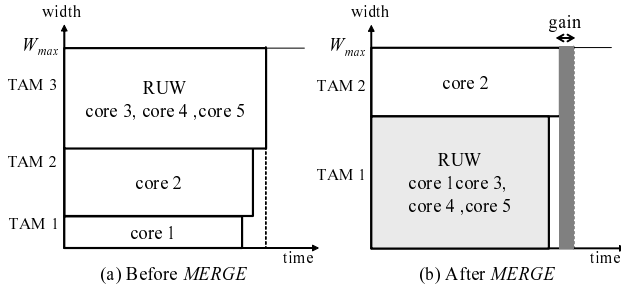 width
W_max
TAM 3
RUW
core 3, core 4 ,core 5
TAM 2
core 2
TAM 1
core 1
time
(a) Before MERGE
width
gain
W_max
TAM 2
core 2
TAM 1
RUW
core 1core 3,
core 4 ,core 5
time
(b) After MERGE